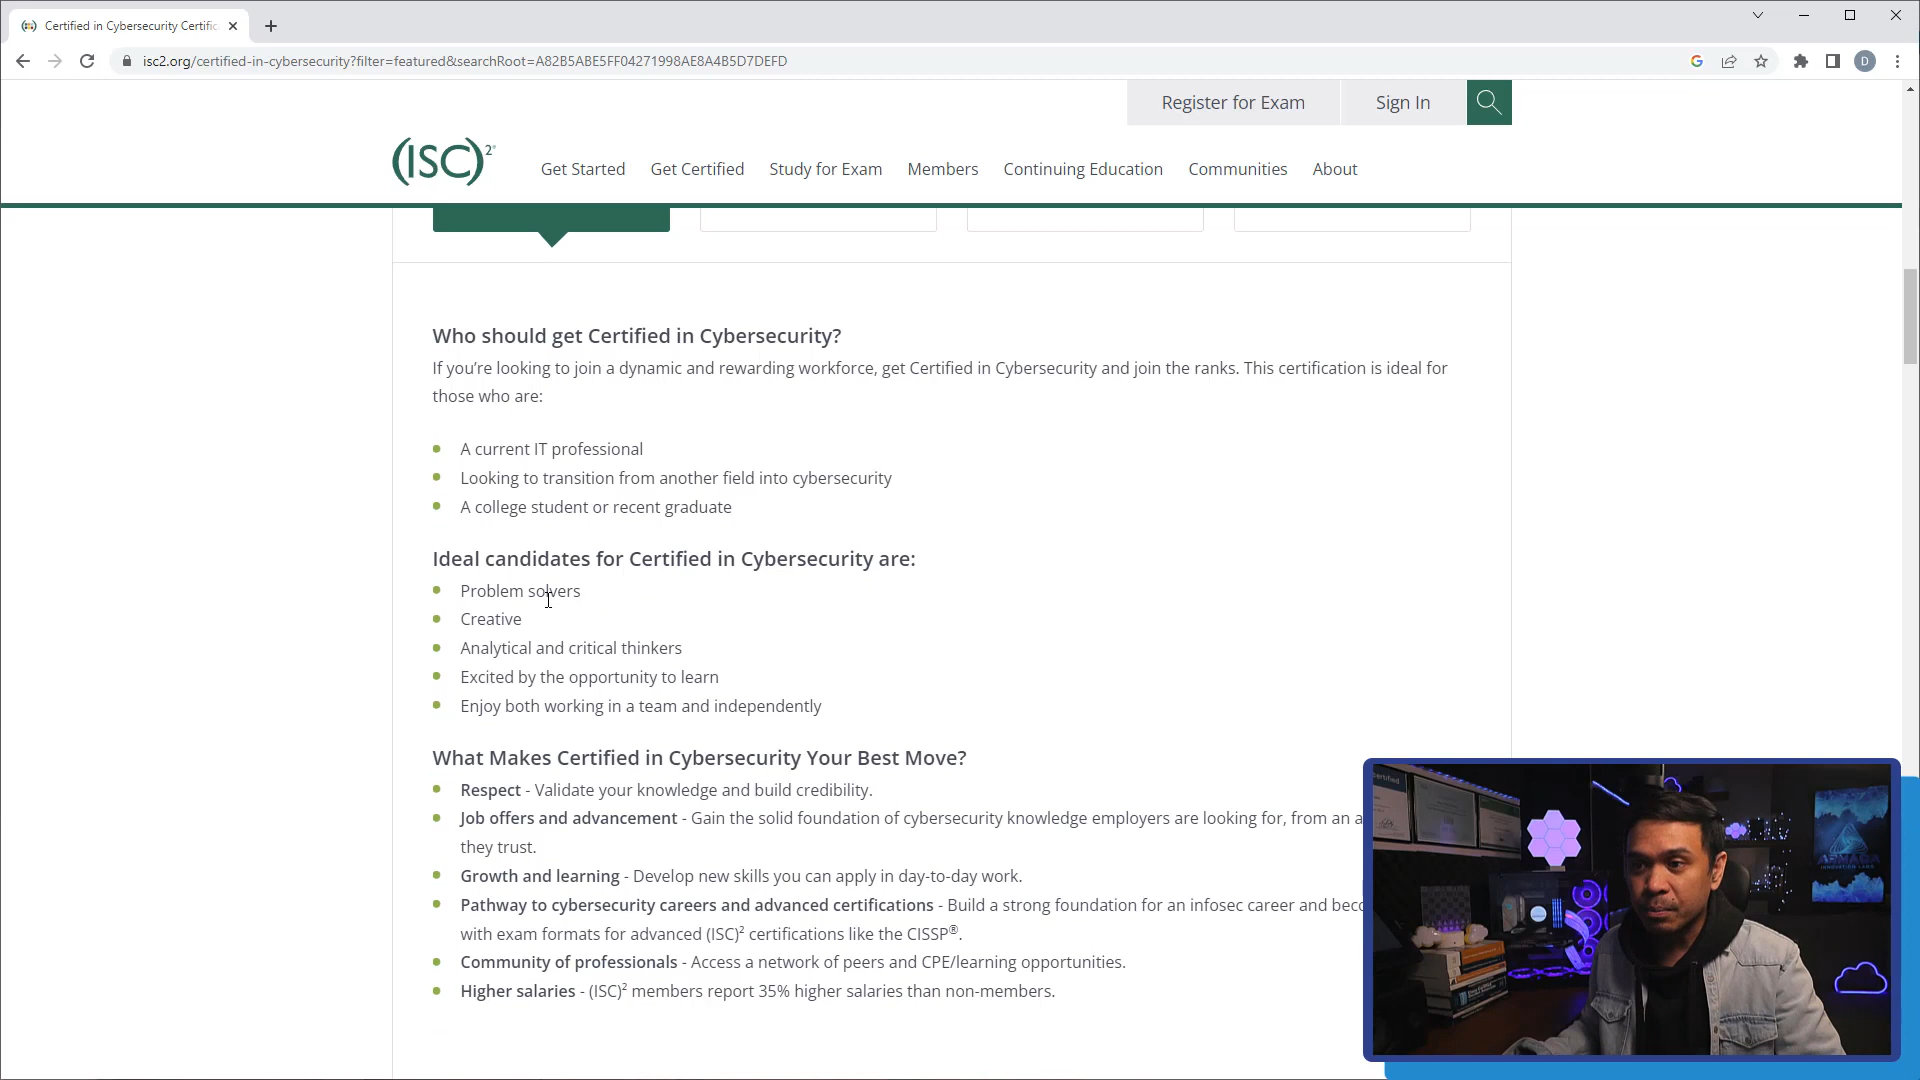 Certified in Cybersecurity Certific
isc2.org/certified-in-cybersecurity?filter=featured&searchRoot=A82B5ABE5FF04271998AE8A4B5D7DEFD
D
Register for Exam
Sign In
(ISC)²®
Get Started
Get Certified
Study for Exam
Members
Continuing Education
Communities
About
Who should get Certified in Cybersecurity?
If you’re looking to join a dynamic and rewarding workforce, get Certified in Cybersecurity and join the ranks. This certification is ideal for
those who are:
A current IT professional
Looking to transition from another field into cybersecurity
A college student or recent graduate
Ideal candidates for Certified in Cybersecurity are:
Problem solvers
Creative
Analytical and critical thinkers
Excited by the opportunity to learn
Enjoy both working in a team and independently
What Makes Certified in Cybersecurity Your Best Move?
Respect - Validate your knowledge and build credibility.
Job offers and advancement - Gain the solid foundation of cybersecurity knowledge employers are looking for, from an a
they trust.
Growth and learning - Develop new skills you can apply in day-to-day work.
Pathway to cybersecurity careers and advanced certifications - Build a strong foundation for an infosec career and beco
with exam formats for advanced (ISC)² certifications like the CISSP®.
Community of professionals - Access a network of peers and CPE/learning opportunities.
Higher salaries - (ISC)² members report 35% higher salaries than non-members.